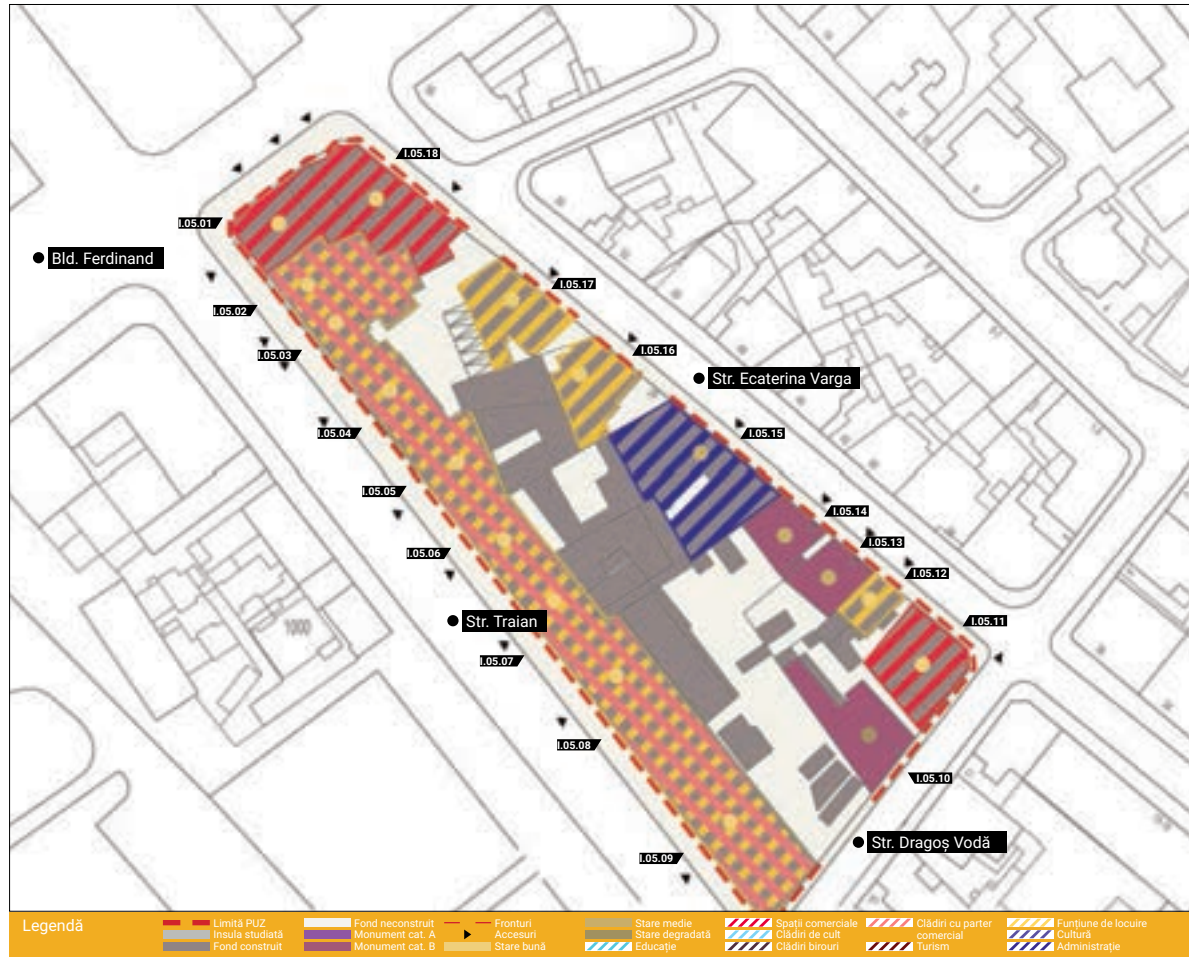 I.05.18
I.05.01
Bld. Ferdinand
I.05.17
I.05.02
I.05.16
I.05.03
Str. Ecaterina Varga
I.05.04
I.05.15
I.05.05
I.05.14
I.05.13
I.05.06
I.05.12
Str. Traian
I.05.11
1000
I.05.07
I.05.08
I.05.10
Str. Dragoș Vodă
I.05.09
Legendă
Limită PUZ
Insula studiată
Fond construit
Fond neconstruit
Monument cat. A
Monument cat. B
Fronturi
Accesuri
Stare bună
Stare medie
Stare degradată
Educație
Spații comerciale
Clădiri de cult
Clădiri birouri
Clădiri cu parter
comercial
Turism
Funțiune de locuire
Cultură
Administrație